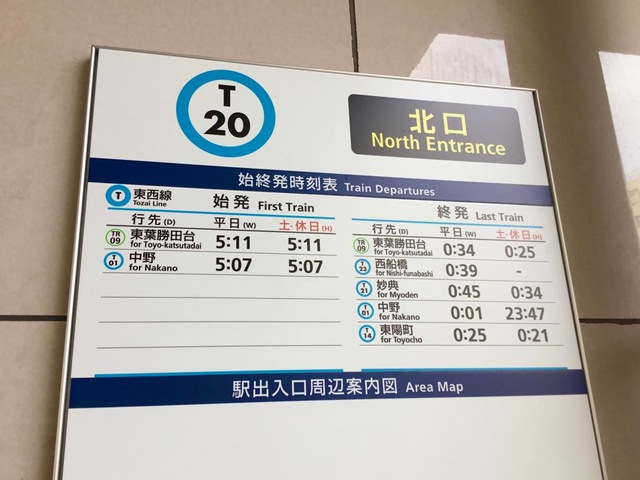 T
20
北口
North Entrance
始終発時刻表 Train Departures
T 東西線
Tozai Line
始発 First Train
行先(D) 平日(W) 土・休日(H)
TR 09 東葉勝田台 for Toyo-katsutadai 5:11 5:11
T 01 中野 for Nakano 5:07 5:07
終発 Last Train
行先(D) 平日(W) 土・休日(H)
TR 09 東葉勝田台 for Toyo-katsutadai 0:34 0:25
T 23 西船橋 for Nishi-funabashi 0:39 -
T 21 妙典 for Myoden 0:45 0:34
T 01 中野 for Nakano 0:01 23:47
T 14 東陽町 for Toyocho 0:25 0:21
駅出入口周辺案内図 Area Map